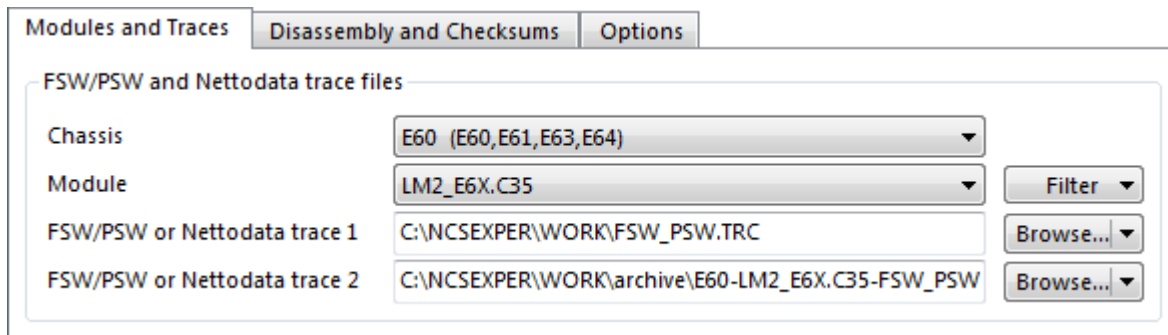 Modules and Traces Disassembly and Checksums Options
FSW/PSW and Nettodata trace files
Chassis E60 (E60,E61,E63,E64)
Module LM2_E6X.C35 Filter
FSW/PSW or Nettodata trace 1 C:\NCSEXPER\WORK\FSW_PSW.TRC Browse...
FSW/PSW or Nettodata trace 2 C:\NCSEXPER\WORK\archive\E60-LM2_E6X.C35-FSW_PSW Browse...